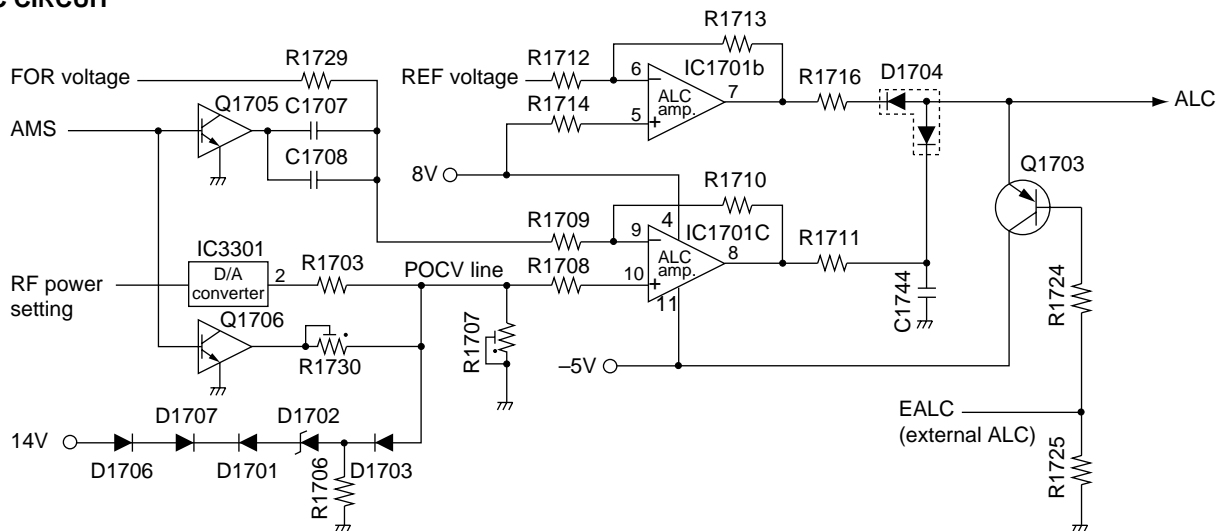 C CIRCUIT
FOR voltage
R1729
Q1705
C1707
AMS
C1708
REF voltage
R1712
R1713
6
IC1701b
ALC
amp.
7
R1714
5
R1716
D1704
ALC
8V
Q1703
R1710
R1709
4
IC1701C
9
ALC
amp.
8
R1711
10
11
IC3301
RF power
setting
D/A
converter
2
R1703
POCV line
R1708
Q1706
R1730
R1707
–5V
C1744
R1724
D1707
D1702
14V
D1706
D1701
R1706
D1703
EALC
(external ALC)
R1725